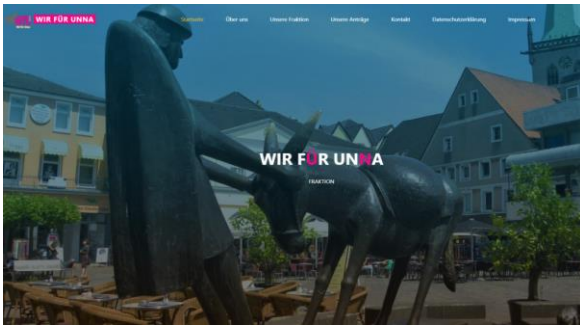 WIR FÜR UNNA
Startseite Über uns Unsere Fraktion Unsere Anträge Kontakt Datenschutzerklärung Impressum
WIR FÜR UNNA
FRAKTION